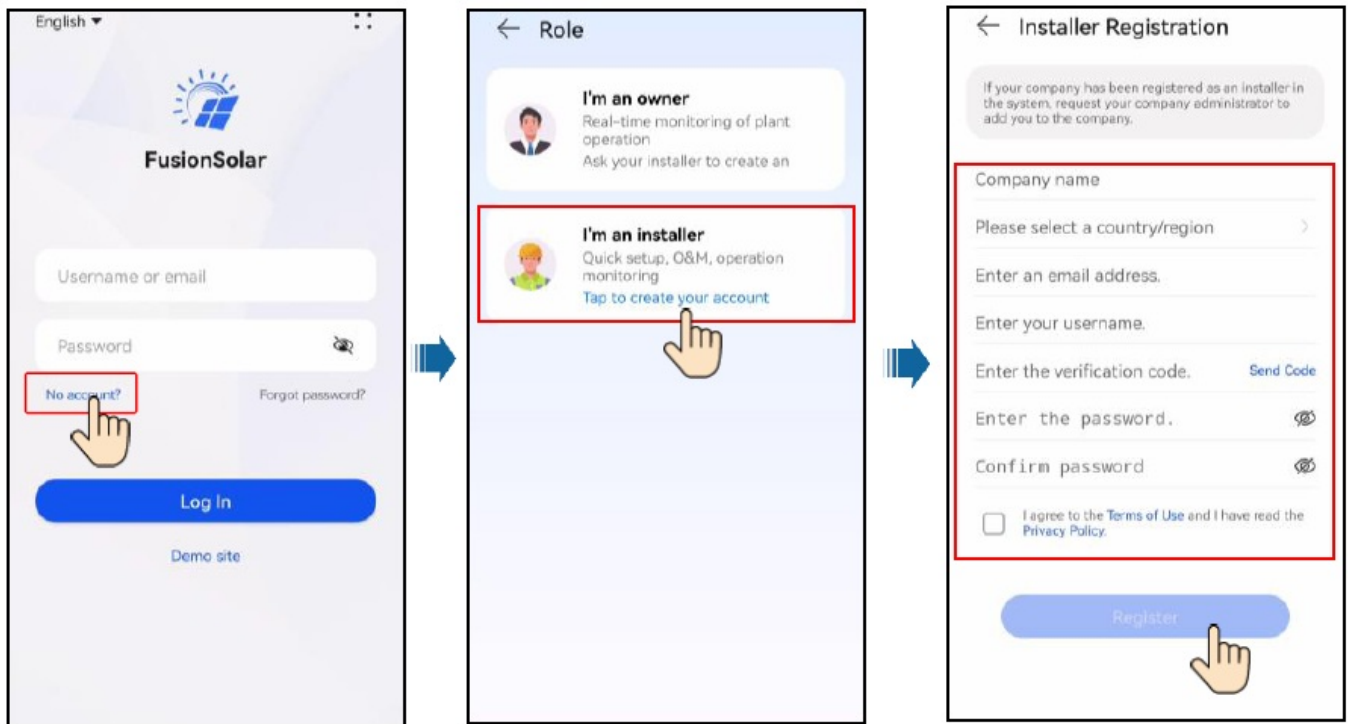 English ▼
FusionSolar
Username or email
Password
No account?
Forgot password?
Log In
Demo site
← Role
I'm an owner
Real-time monitoring of plant
operation
Ask your installer to create an
I'm an installer
Quick setup, O&M, operation
monitoring
Tap to create your account
← Installer Registration
If your company has been registered as an installer in
the system, request your company administrator to
add you to the company.
Company name
Please select a country/region
Enter an email address.
Enter your username.
Enter the verification code. Send Code
Enter the password.
Confirm password
I agree to the Terms of Use and I have read the
Privacy Policy.
Register